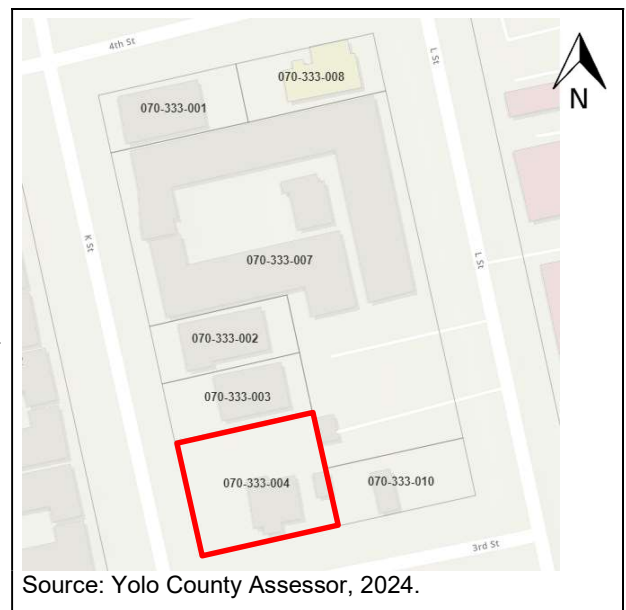 4th St
L St
N
070-333-008
070-333-001
K St
070-333-007
L St
070-333-002
070-333-003
070-333-004
070-333-010
3rd St
Source: Yolo County Assessor, 2024.